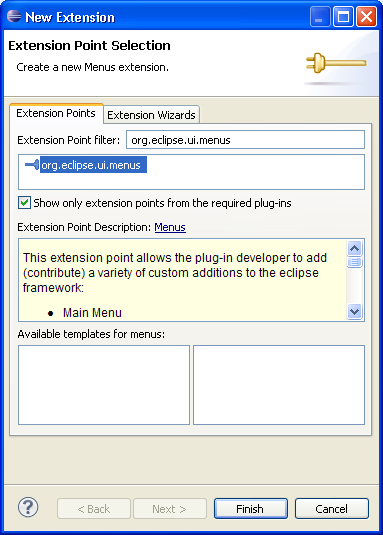 New Extension
Extension Point Selection
Create a new Menus extension.
Extension Points
Extension Wizards
Extension Point filter: org.eclipse.ui.menus
org.eclipse.ui.menus
Show only extension points from the required plug-ins
Extension Point Description: Menus
This extension point allows the plug-in developer to add
(contribute) a variety of custom additions to the eclipse
framework:
• Main Menu
Available templates for menus:
?
< Back
Next >
Finish
Cancel